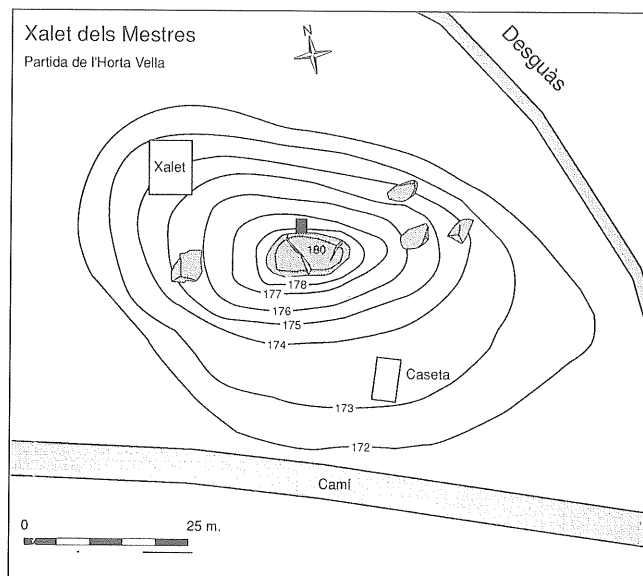 Xalet dels Mestres
Partida de l'Horta Vella
N
Desguàs
Xalet
180
178
177
176
175
174
Caseta
173
172
Camí
0 25 m.